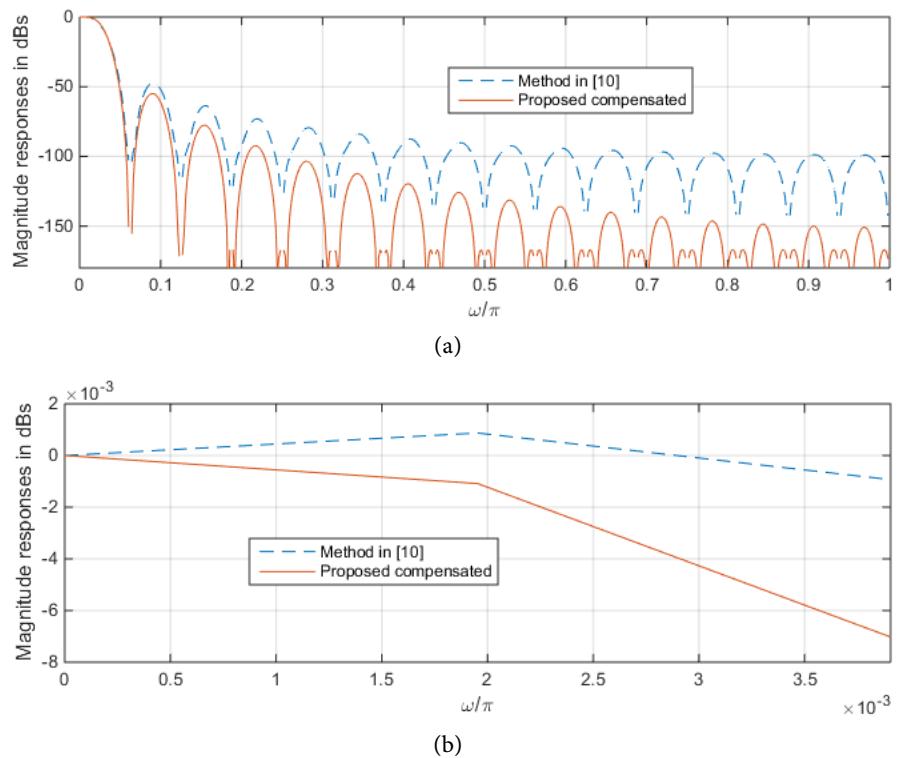 Magnitude responses in dBs
0
-50
-100
-150
Method in [10]
Proposed compensated
0 0.1 0.2 0.3 0.4 0.5 0.6 0.7 0.8 0.9 1
ω/π
(a)
× 10⁻³
Magnitude responses in dBs
2
0
-2
-4
-6
-8
Method in [10]
Proposed compensated
0 0.5 1 1.5 2 2.5 3 3.5
ω/π
× 10⁻³
(b)